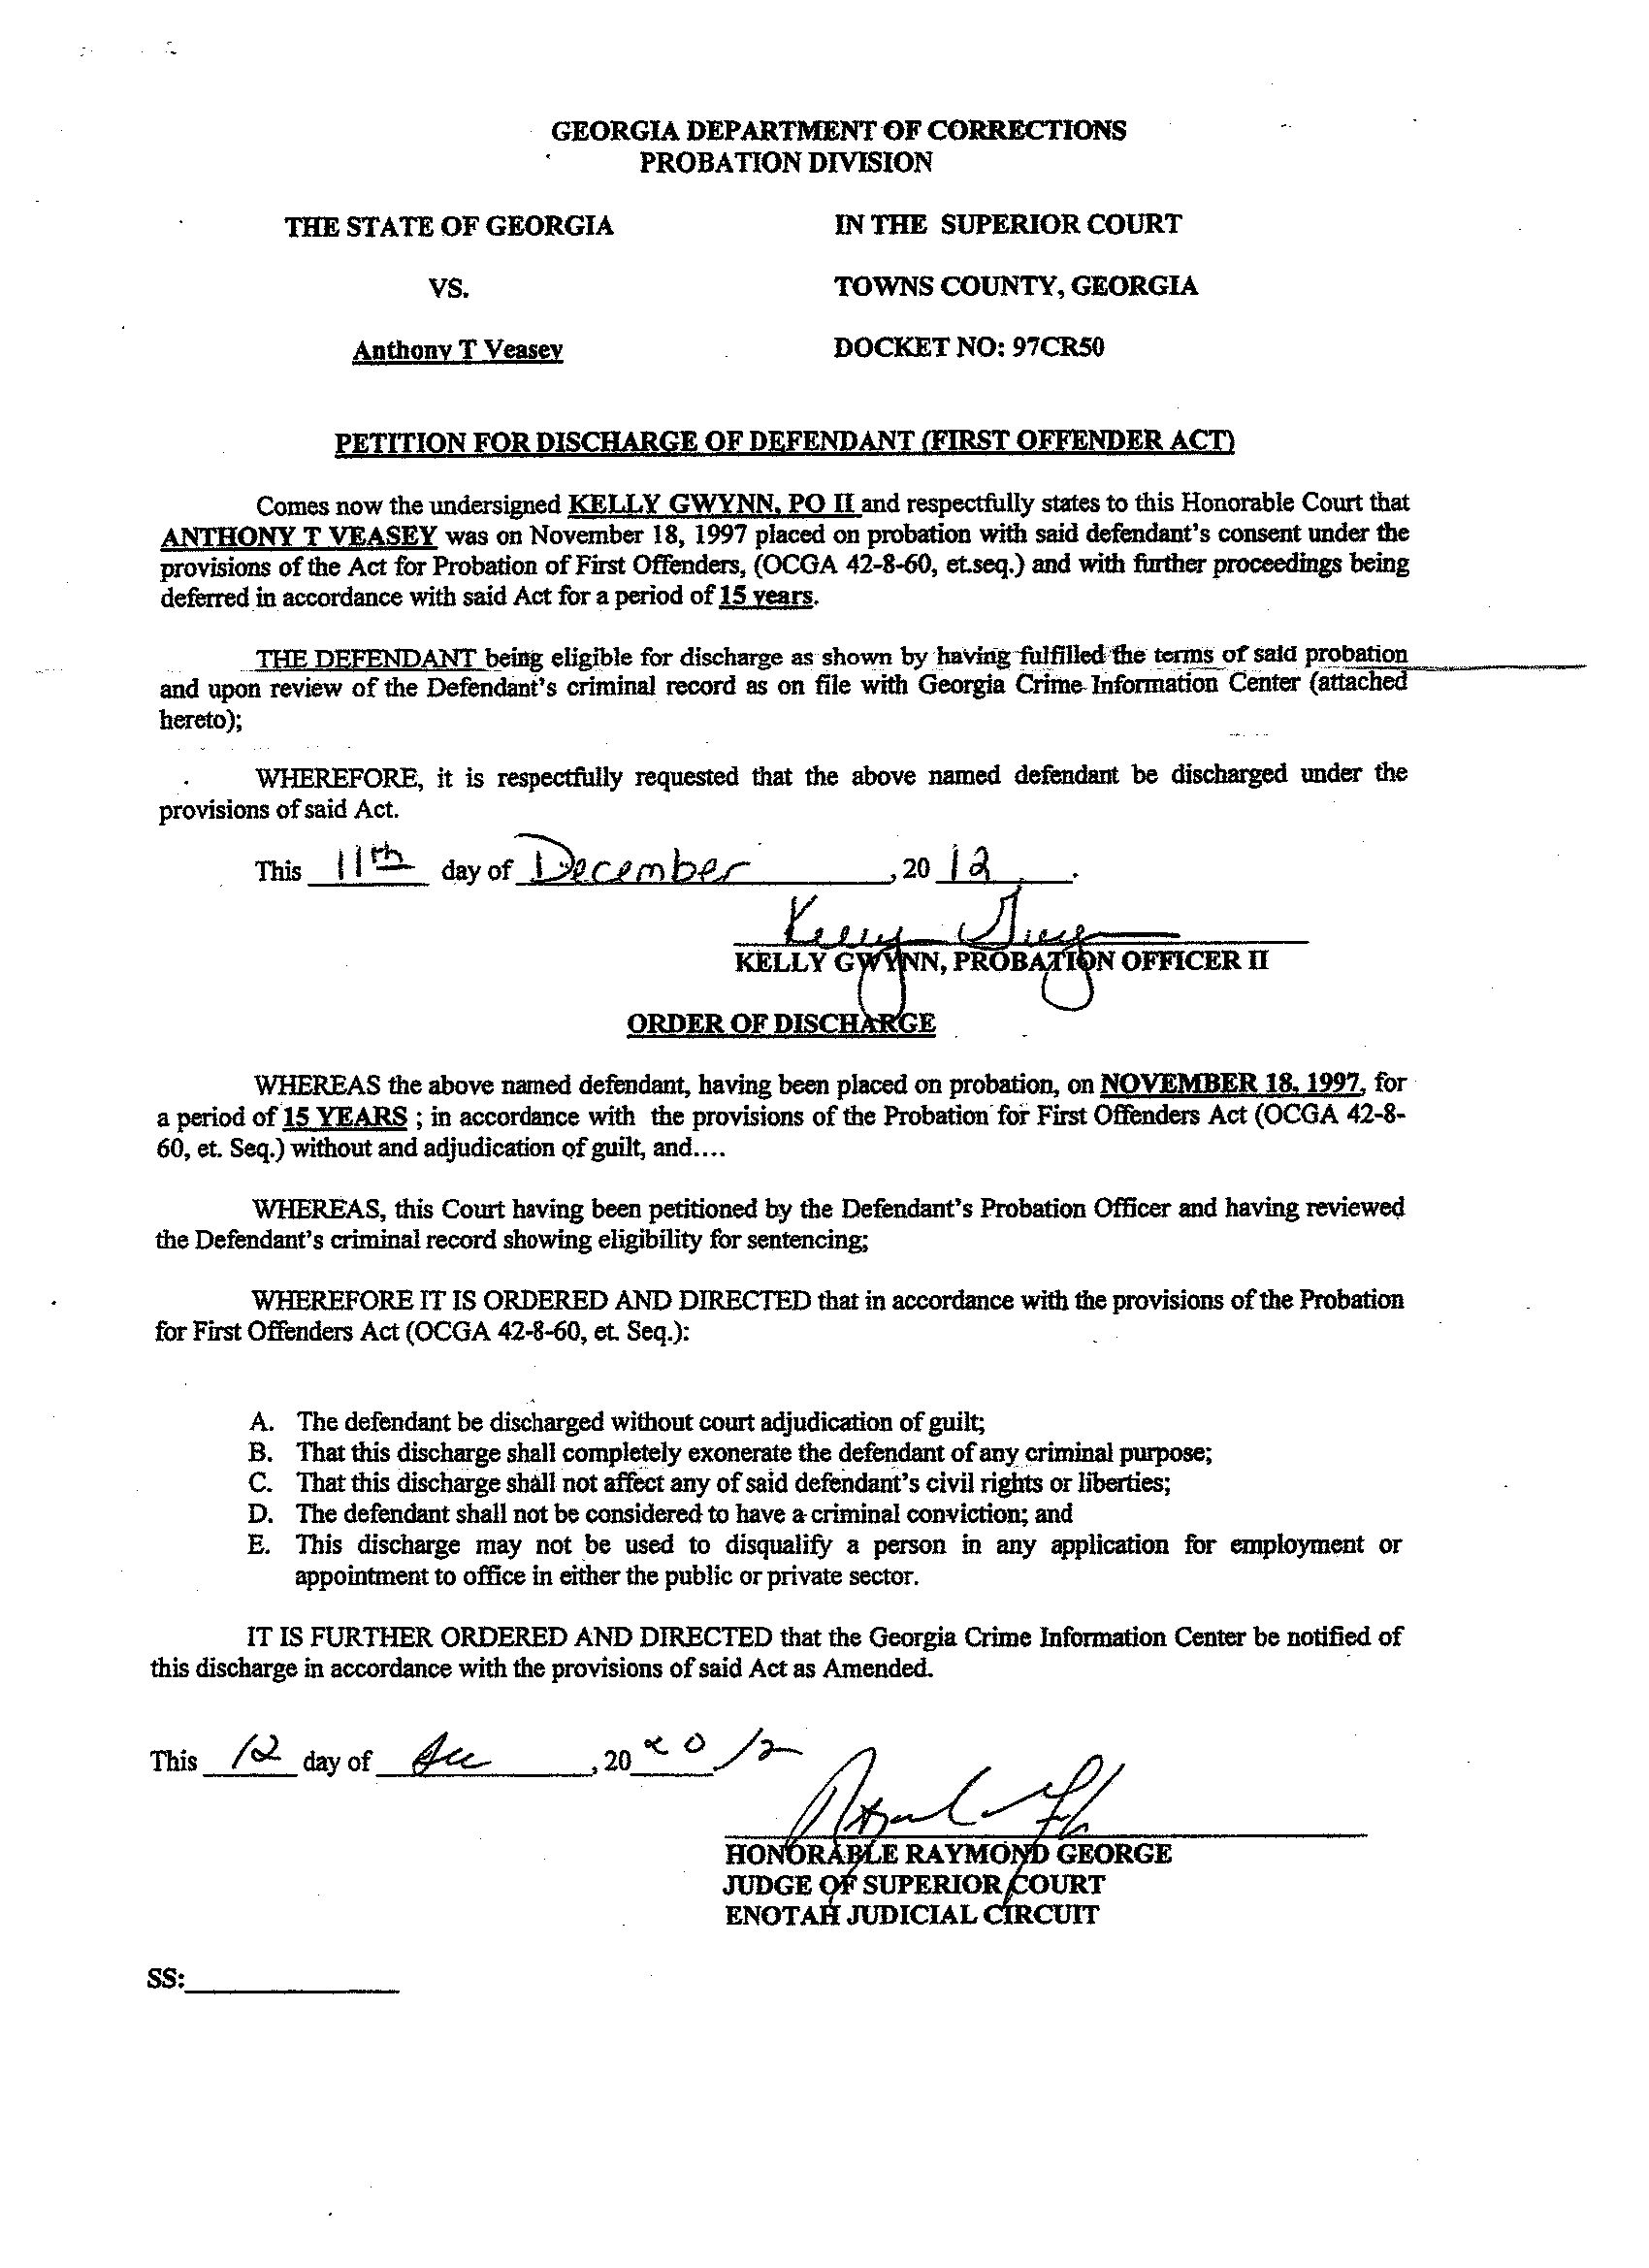 GEORGIA DEPARTMENT OF CORRECTIONS
PROBATION DIVISION
THE STATE OF GEORGIA
IN THE SUPERIOR COURT
VS.
TOWNS COUNTY, GEORGIA
Anthony T Veasey
DOCKET NO: 97CR50
PETITION FOR DISCHARGE OF DEFENDANT (FIRST OFFENDER ACT)
Comes now the undersigned KELLY GWYNN, PO II and respectfully states to this Honorable Court that
ANTHONY T VEASEY was on November 18, 1997 placed on probation with said defendant's consent under the
provisions of the Act for Probation of First Offenders, (OCGA 42-8-60, et.seq.) and with further proceedings being
deferred in accordance with said Act for a period of 15 years.
THE DEFENDANT being eligible for discharge as shown by having fulfilled the terms of said probation
and upon review of the Defendant's criminal record as on file with Georgia Crime Information Center (attached
hereto);
WHEREFORE, it is respectfully requested that the above named defendant be discharged under the
provisions of said Act.
This 11th day of December, 2012.
Kelly Gwynn
KELLY GWYNN, PROBATION OFFICER II
ORDER OF DISCHARGE
WHEREAS the above named defendant, having been placed on probation, on NOVEMBER 18, 1997, for
a period of 15 YEARS ; in accordance with the provisions of the Probation for First Offenders Act (OCGA 42-8-
60, et. Seq.) without and adjudication of guilt, and....
WHEREAS, this Court having been petitioned by the Defendant's Probation Officer and having reviewed
the Defendant's criminal record showing eligibility for sentencing;
WHEREFORE IT IS ORDERED AND DIRECTED that in accordance with the provisions of the Probation
for First Offenders Act (OCGA 42-8-60, et. Seq.):
A. The defendant be discharged without court adjudication of guilt;
B. That this discharge shall completely exonerate the defendant of any criminal purpose;
C. That this discharge shall not affect any of said defendant's civil rights or liberties;
D. The defendant shall not be considered to have a criminal conviction; and
E. This discharge may not be used to disqualify a person in any application for employment or
appointment to office in either the public or private sector.
IT IS FURTHER ORDERED AND DIRECTED that the Georgia Crime Information Center be notified of
this discharge in accordance with the provisions of said Act as Amended.
This 12 day of Dec, 20 2012
HONORABLE RAYMOND GEORGE
JUDGE OF SUPERIOR COURT
ENOTAH JUDICIAL CIRCUIT
SS: